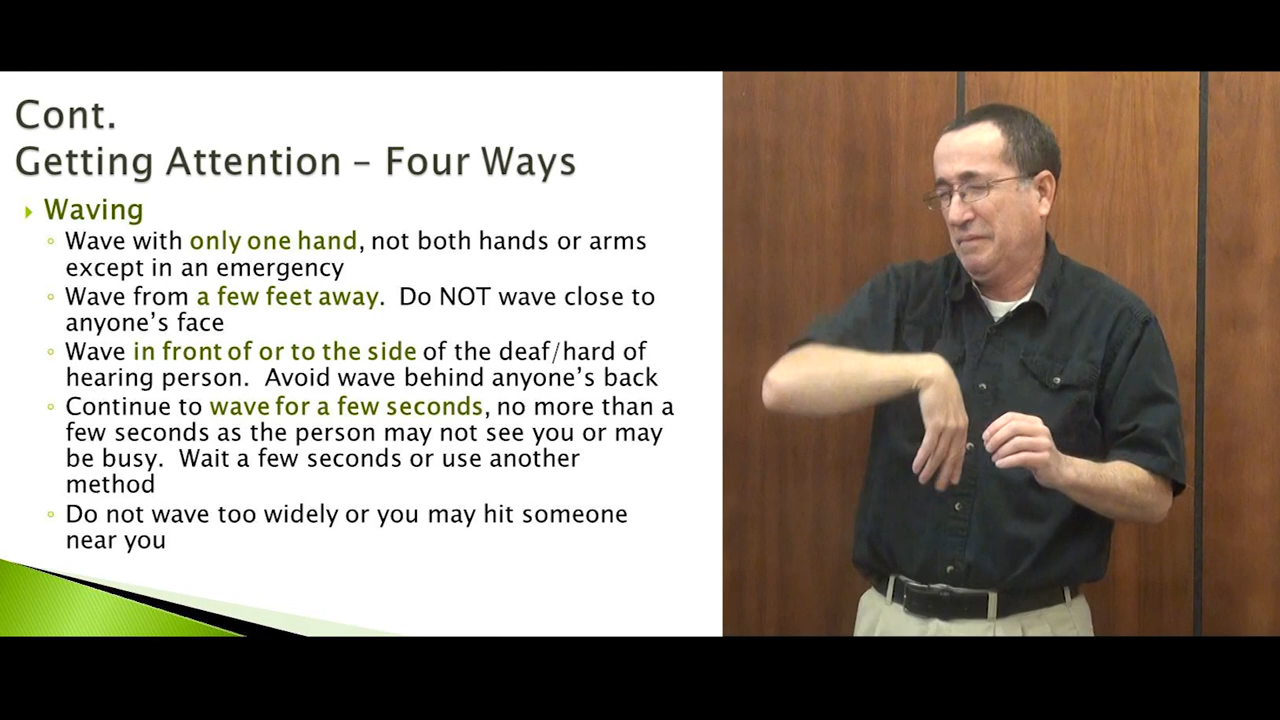 Cont.
Getting Attention – Four Ways
Waving
Wave with only one hand, not both hands or arms
except in an emergency
Wave from a few feet away.  Do NOT wave close to
anyone’s face
Wave in front of or to the side of the deaf/hard of
hearing person.  Avoid wave behind anyone’s back
Continue to wave for a few seconds, no more than a
few seconds as the person may not see you or may
be busy.  Wait a few seconds or use another
method
Do not wave too widely or you may hit someone
near you